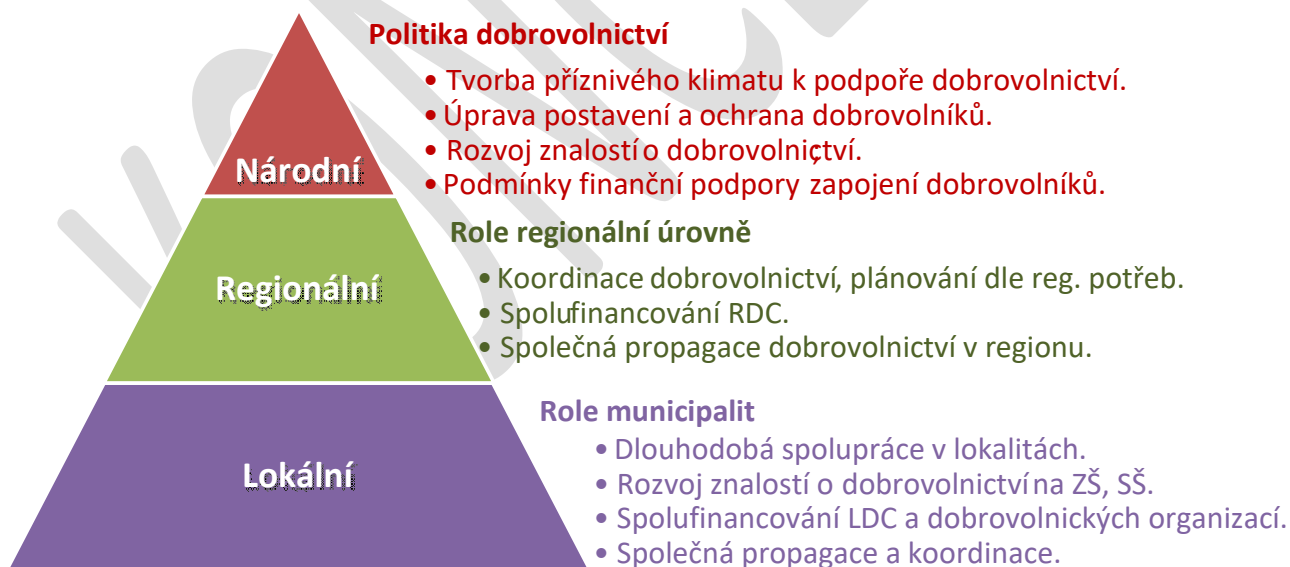 Politika dobrovolnictví
• Tvorba příznivého klimatu k podpoře dobrovolnictví.
• Úprava postavení a ochrana dobrovolníků.
• Rozvoj znalostí o dobrovolnictví.
• Podmínky finanční podpory zapojení dobrovolníků.
Národní
Role regionální úrovně
• Koordinace dobrovolnictví, plánování dle reg. potřeb.
• Spolufinancování RDC.
• Společná propagace dobrovolnictví v regionu.
Regionální
Role municipalit
• Dlouhodobá spolupráce v lokalitách.
• Rozvoj znalostí o dobrovolnictví na ZŠ, SŠ.
• Spolufinancování LDC a dobrovolnických organizací.
• Společná propagace a koordinace.
Lokální